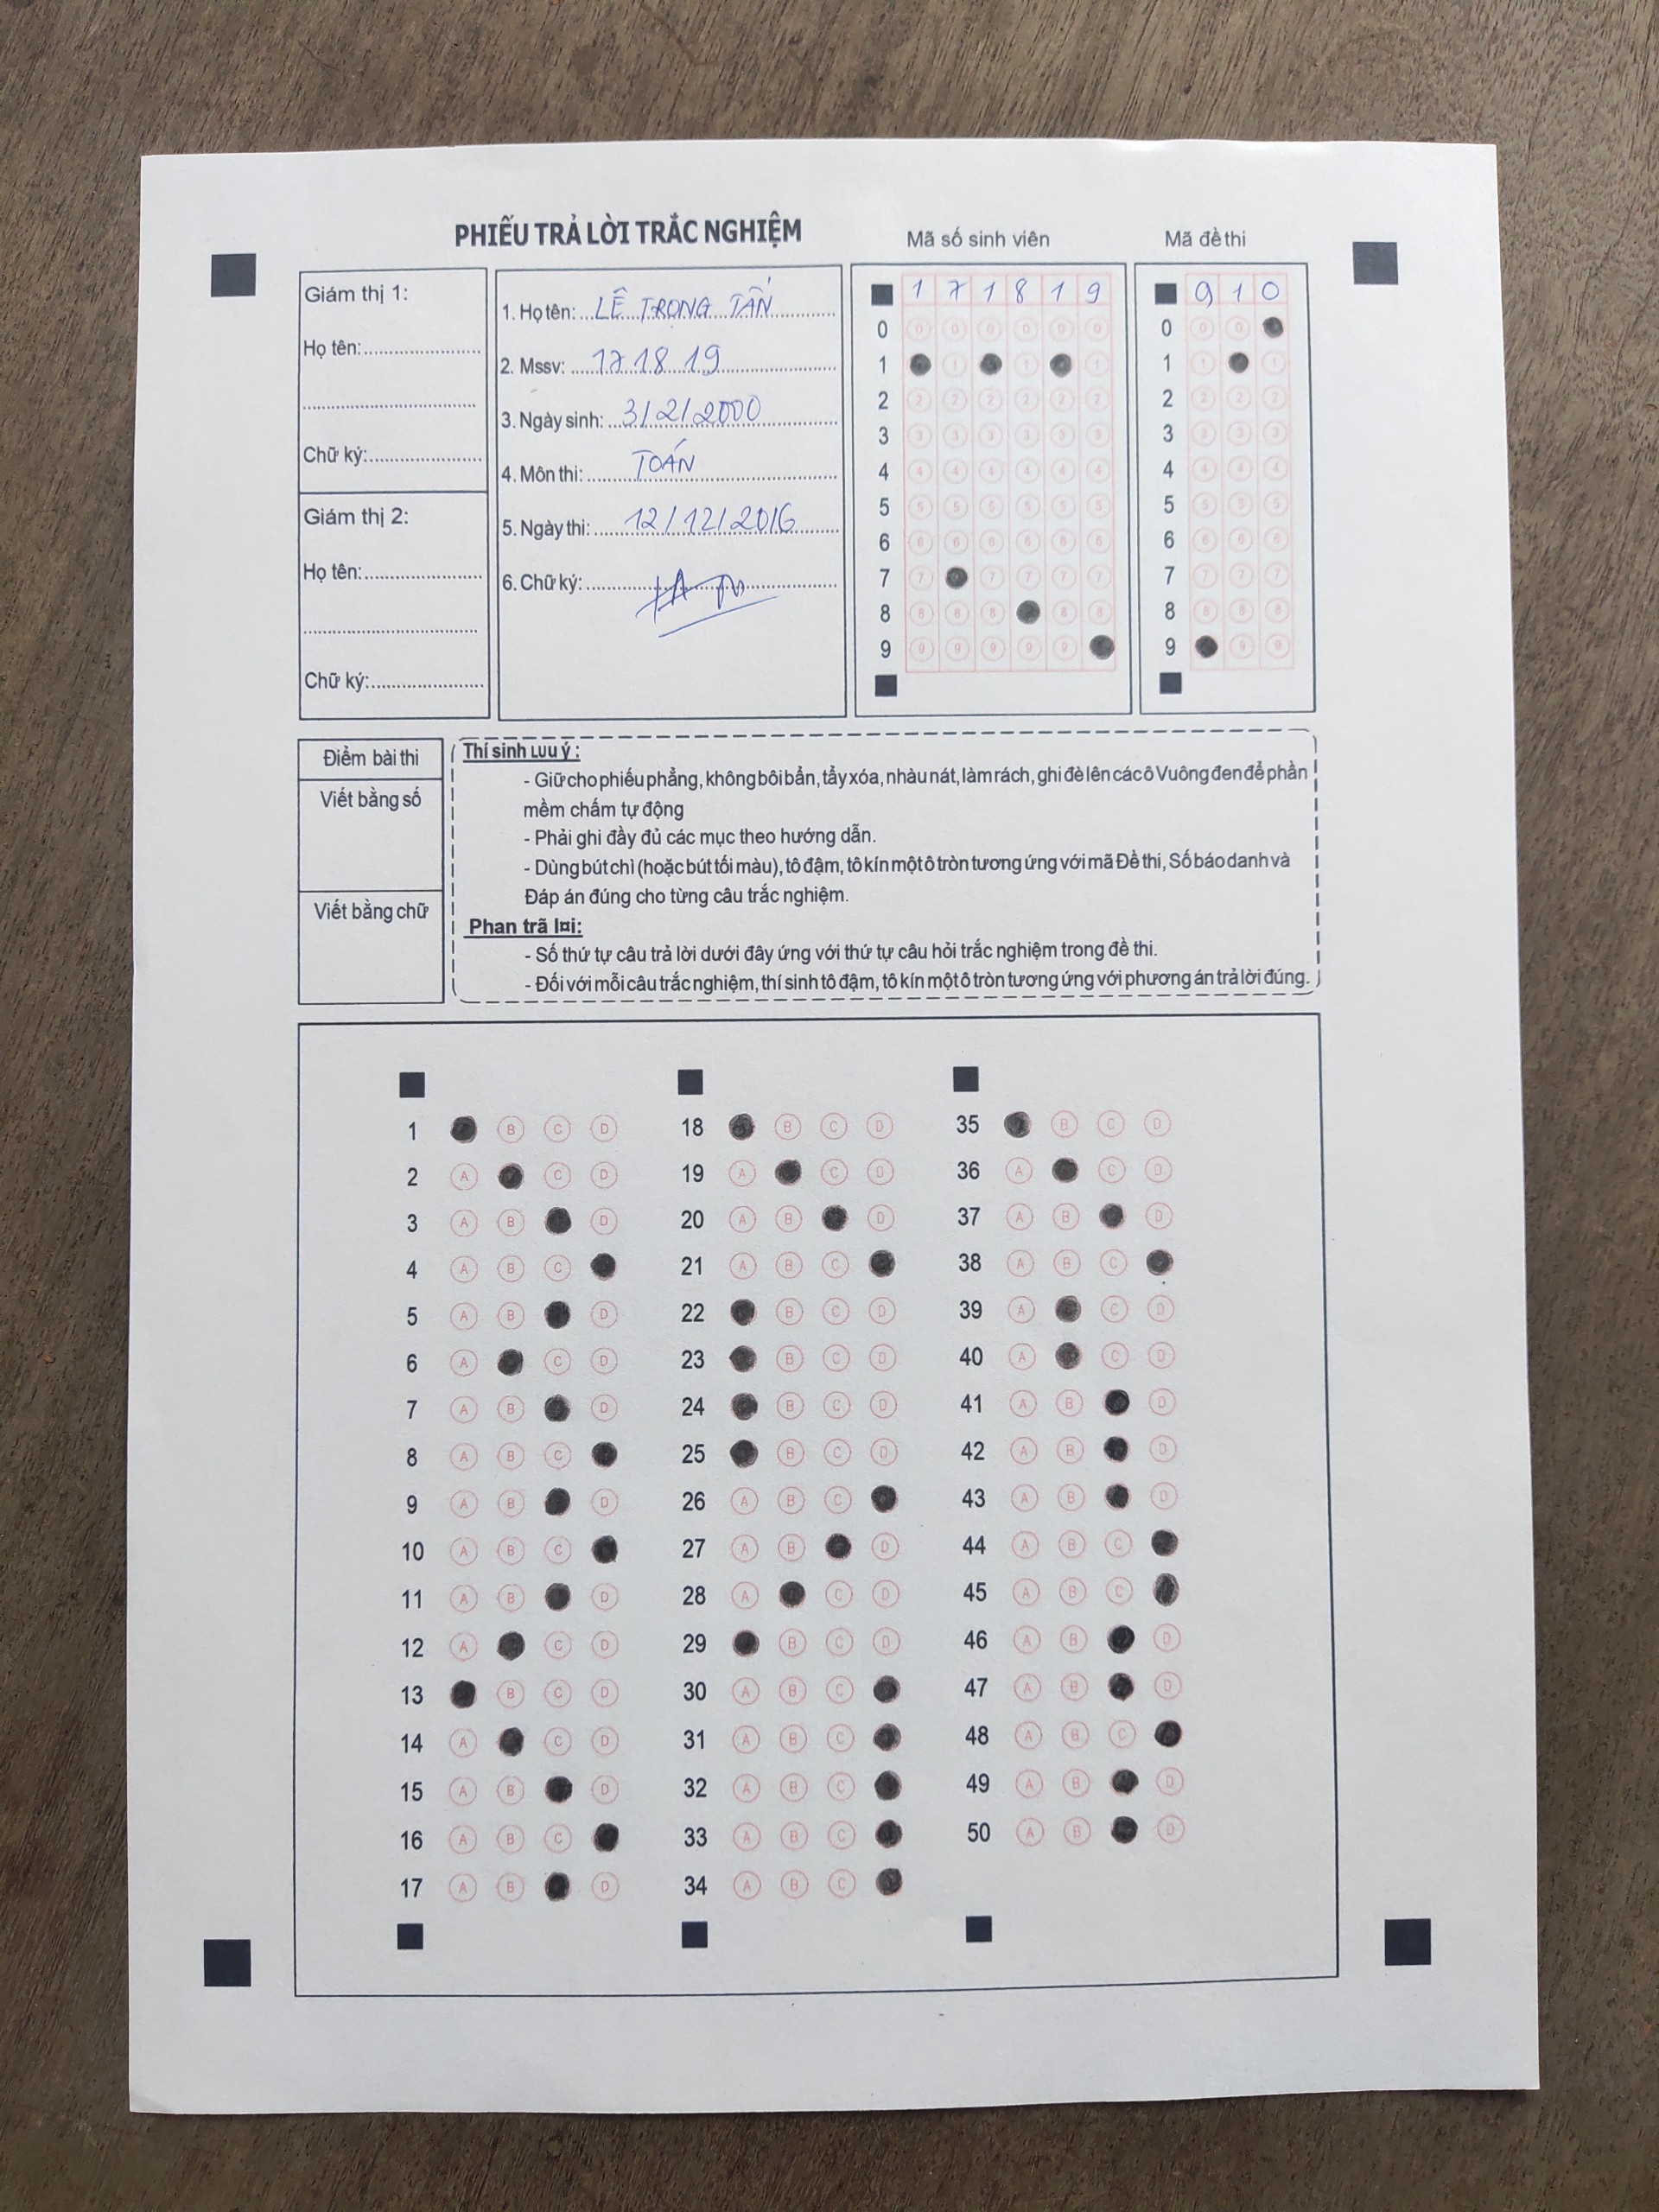 PHIẾU TRẢ LỜI TRẮC NGHIỆM
Mã số sinh viên
Mã đề thi
Giám thị 1:
Họ tên:
Chữ ký:
Giám thị 2:
Họ tên:
Chữ ký:
1. Họ tên: LÊ TRỌNG TẤN
2. Mssv: 17 18 19
3. Ngày sinh: 3/2/2000
4. Môn thi: TOÁN
5. Ngày thi: 12/12/2016
6. Chữ ký:
1 7 1 8 1 9
0 0 0 0 0 0 0
1 1 1 1
2 2 2 2 2 2 2
3 3 3 3 3 3 3
4 4 4 4 4 4 4
5 5 5 5 5 5 5
6 6 6 6 6 6 6
7 7 7 7 7 7
8 8 8 8 8 8
9 9 9 9 9 9
9 1 0
0 0 0
1 1 1
2 2 2 2
3 3 3 3
4 4 4 4
5 5 5 5
6 6 6 6
7 7 7 7
8 8 8 8
9 9 9
Điểm bài thi
Viết bằng số
Viết bằng chữ
Thí sinh LƯU ý :
- Giữ cho phiếu phẳng, không bôi bẩn, tẩy xóa, nhàu nát, làm rách, ghi đè lên các ô Vuông đen để phần
mềm chấm tự động
- Phải ghi đầy đủ các mục theo hướng dẫn.
- Dùng bút chì (hoặc bút tối màu), tô đậm, tô kín một ô tròn tương ứng với mã Đề thi, Số báo danh và
Đáp án đúng cho từng câu trắc nghiệm.
Phan trã l¤i:
- Số thứ tự câu trả lời dưới đây ứng với thứ tự câu hỏi trắc nghiệm trong đề thi.
- Đối với mỗi câu trắc nghiệm, thí sinh tô đậm, tô kín một ô tròn tương ứng với phương án trả lời đúng.
1 B C D
2 A C D
3 A B D
4 A B C
5 A B D
6 A C D
7 A B D
8 A B C
9 A B D
10 A B C
11 A B D
12 A C D
13 B C D
14 A C D
15 A B D
16 A B C
17 A B D
18 B C D
19 A C D
20 A B D
21 A B C
22 B C D
23 B C D
24 B C D
25 B C D
26 A B C
27 A B D
28 A C D
29 B C D
30 A B C
31 A B C
32 A B C
33 A B C
34 A B C
35 B C D
36 A C D
37 A B D
38 A B C
39 A C D
40 A C D
41 A B D
42 A B D
43 A B D
44 A B C
45 A B C
46 A B D
47 A B D
48 A B C
49 A B D
50 A B D